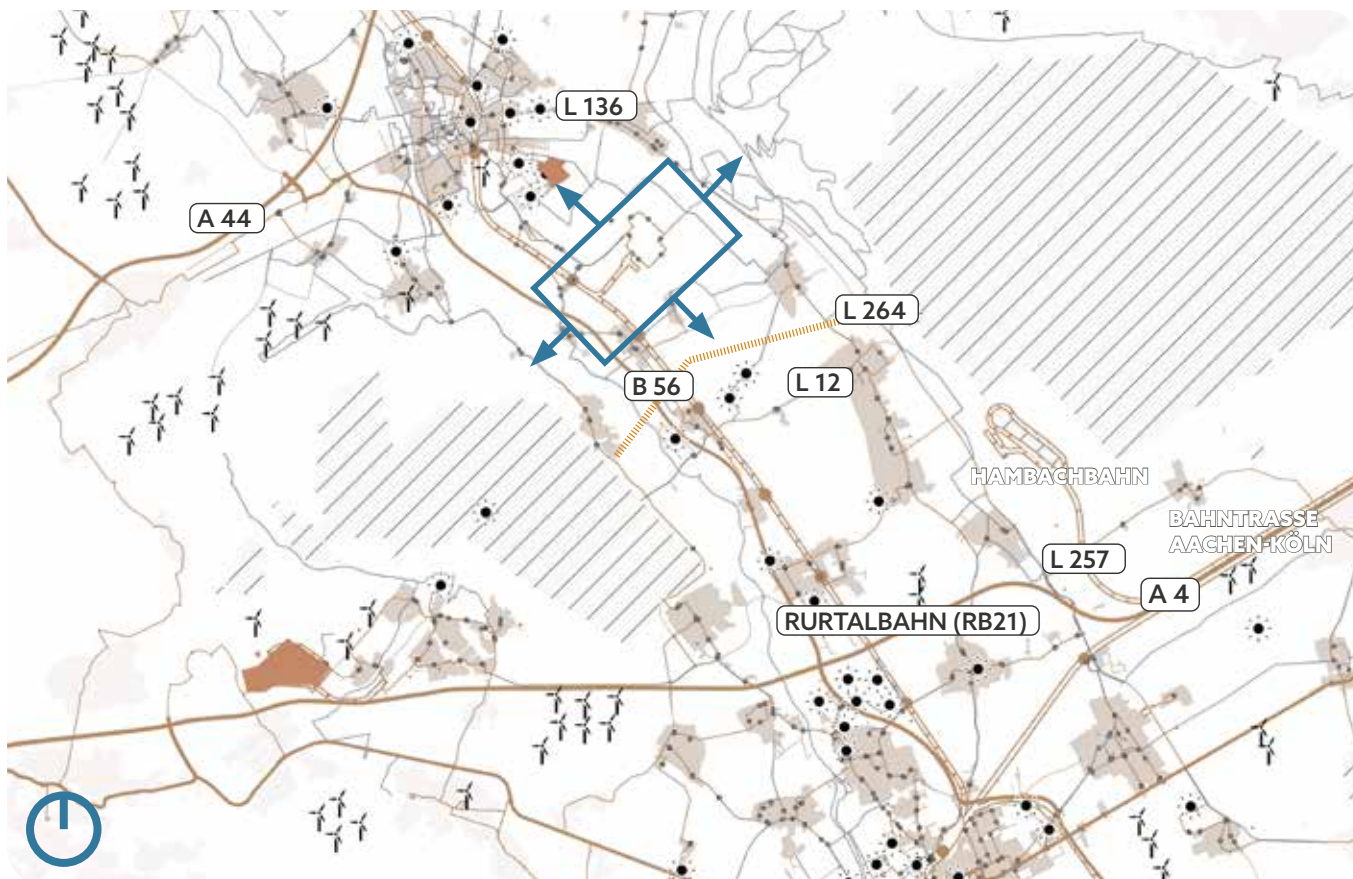 L 136
A 44
L 264
L 12
B 56
HAMBACHBAHN
BAHNTRASSE
AACHEN-KÖLN
L 257
A 4
RURTALBAHN (RB21)